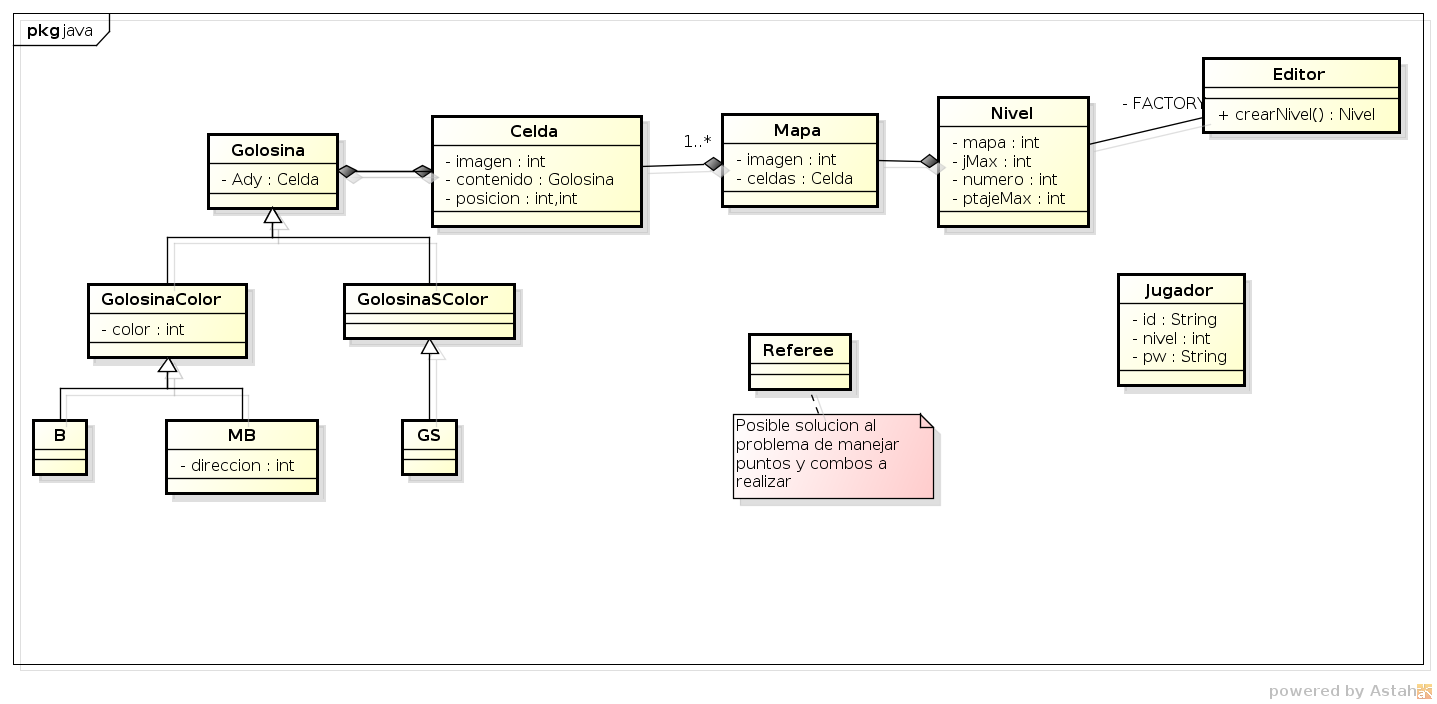 pkg java
Editor
+ crearNivel() : Nivel
- FACTORY
Nivel
- mapa : int
- jMax : int
- numero : int
- ptajeMax : int
Mapa
- imagen : int
- celdas : Celda
1..*
Celda
- imagen : int
- contenido : Golosina
- posicion : int,int
Golosina
- Ady : Celda
GolosinaColor
- color : int
GolosinaSColor
Jugador
- id : String
- nivel : int
- pw : String
Referee
Posible solucion al
problema de manejar
puntos y combos a
realizar
B
MB
- direccion : int
GS
powered by Astah